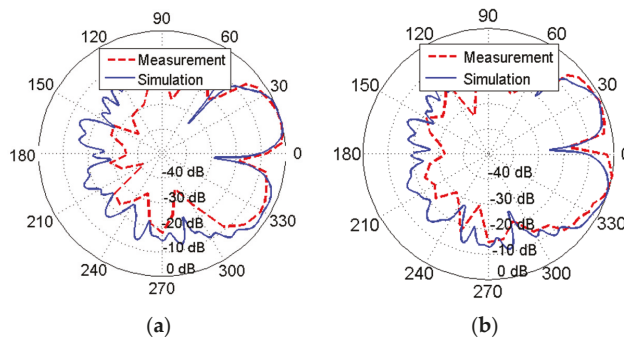 90
120
60
Measurement
Simulation
150
30
180
0
-40 dB
-30 dB
-20 dB
-10 dB
0 dB
210
330
240
300
270
(a)
90
120
60
Measurement
Simulation
150
30
180
0
-40 dB
-30 dB
-20 dB
-10 dB
0 dB
210
330
240
300
270
(b)